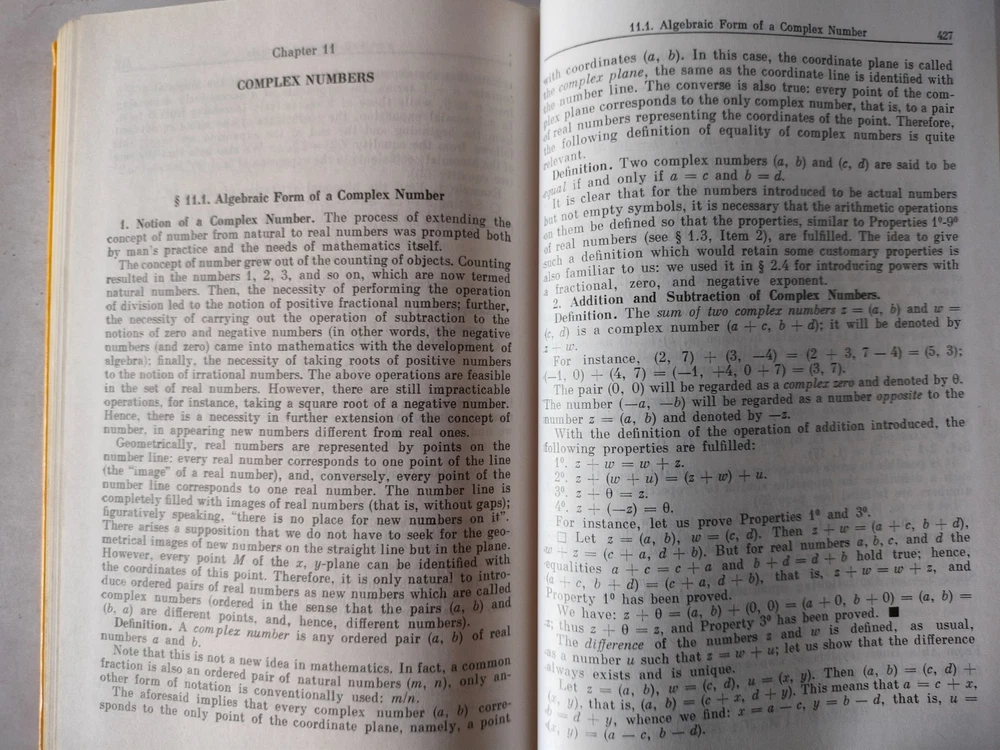 Chapter 11
COMPLEX NUMBERS
§ 11.1. Algebraic Form of a Complex Number
1. Notion of a Complex Number. The process of extending the
concept of number from natural to real numbers was prompted both
by man's practice and the needs of mathematics itself.
The concept of number grew out of the counting of objects. Counting
resulted in the numbers 1, 2, 3, and so on, which are now termed
natural numbers. Then, the necessity of performing the operation
of division led to the notion of positive fractional numbers; further,
the necessity of carrying out the operation of subtraction to the
notions of zero and negative numbers (in other words, the negative
numbers (and zero) came into mathematics with the development of
algebra); finally, the necessity of taking roots of positive numbers
to the notion of irrational numbers. The above operations are feasible
in the set of real numbers. However, there are still impracticable
operations, for instance, taking a square root of a negative number.
Hence, there is a necessity in further extension of the concept of
number, in appearing new numbers different from real ones.
Geometrically, real numbers are represented by points on the
number line: every real number corresponds to one point of the line
(the "image" of a real number), and, conversely, every point of the
number line corresponds to one real number. The number line is
completely filled with images of real numbers (that is, without gaps);
figuratively speaking, "there is no place for new numbers on it".
There arises a supposition that we do not have to seek for the geo-
metrical images of new numbers on the straight line but in the plane.
However, every point M of the x, y-plane can be identified with
the coordinates of this point. Therefore, it is only natural to intro-
duce ordered pairs of real numbers as new numbers which are called
complex numbers (ordered in the sense that the pairs (a, b) and
(b, a) are different points, and, hence, different numbers).
Definition. A complex number is any ordered pair (a, b) of real
numbers a and b.
Note that this is not a new idea in mathematics. In fact, a common
fraction is also an ordered pair of natural numbers (m, n), only an-
other form of notation is conventionally used: m/n.
The aforesaid implies that every complex number (a, b) corre-
sponds to the only point of the coordinate plane, namely, a point
11.1. Algebraic Form of a Complex Number 427
with coordinates (a, b). In this case, the coordinate plane is called
the complex plane, the same as the coordinate line is identified with
the number line. The converse is also true: every point of the com-
plex plane corresponds to the only complex number, that is, to a pair
of real numbers representing the coordinates of the point. Therefore,
the following definition of equality of complex numbers is quite
relevant.
Definition. Two complex numbers (a, b) and (c, d) are said to be
equal if and only if a = c and b = d.
It is clear that for the numbers introduced to be actual numbers
but not empty symbols, it is necessary that the arithmetic operations
on them be defined so that the properties, similar to Properties 1⁰-9⁰
of real numbers (see § 1.3, Item 2), are fulfilled. The idea to give
such a definition which would retain some customary properties is
also familiar to us: we used it in § 2.4 for introducing powers with
a fractional, zero, and negative exponent.
2. Addition and Subtraction of Complex Numbers.
Definition. The sum of two complex numbers z = (a, b) and w =
(c, d) is a complex number (a + c, b + d); it will be denoted by
z + w.
For instance, (2, 7) + (3, −4) = (2 + 3, 7 − 4) = (5, 3);
(−1, 0) + (4, 7) = (−1, +4, 0 + 7) = (3, 7).
The pair (0, 0) will be regarded as a complex zero and denoted by θ.
The number (−a, −b) will be regarded as a number opposite to the
number z = (a, b) and denoted by −z.
With the definition of the operation of addition introduced, the
following properties are fulfilled:
1⁰. z + w = w + z.
2⁰. z + (w + u) = (z + w) + u.
3⁰. z + θ = z.
4⁰. z + (−z) = θ.
For instance, let us prove Properties 1⁰ and 3⁰.
□ Let z = (a, b), w = (c, d). Then z + w = (a + c, b + d),
w + z = (c + a, d + b). But for real numbers a, b, c, and d the
equalities a + c = c + a and b + d = d + b hold true; hence,
(a + c, b + d) = (c + a, d + b), that is, z + w = w + z, and
Property 1⁰ has been proved.
We have: z + θ = (a, b) + (0, 0) = (a + 0, b + 0) = (a, b) =
z; thus z + θ = z, and Property 3⁰ has been proved. ■
The difference of the numbers z and w is defined, as usual,
as a number u such that z = w + u; let us show that the difference
always exists and is unique.
Let z = (a, b), w = (c, d), u = (x, y). Then (a, b) = (c, d) +
(x, y), that is, (a, b) = (c + x, d + y). This means that a = c + x,
b = d + y, whence we find: x = a − c, y = b − d, that is, u =
(x, y) = (a − c, b − d).